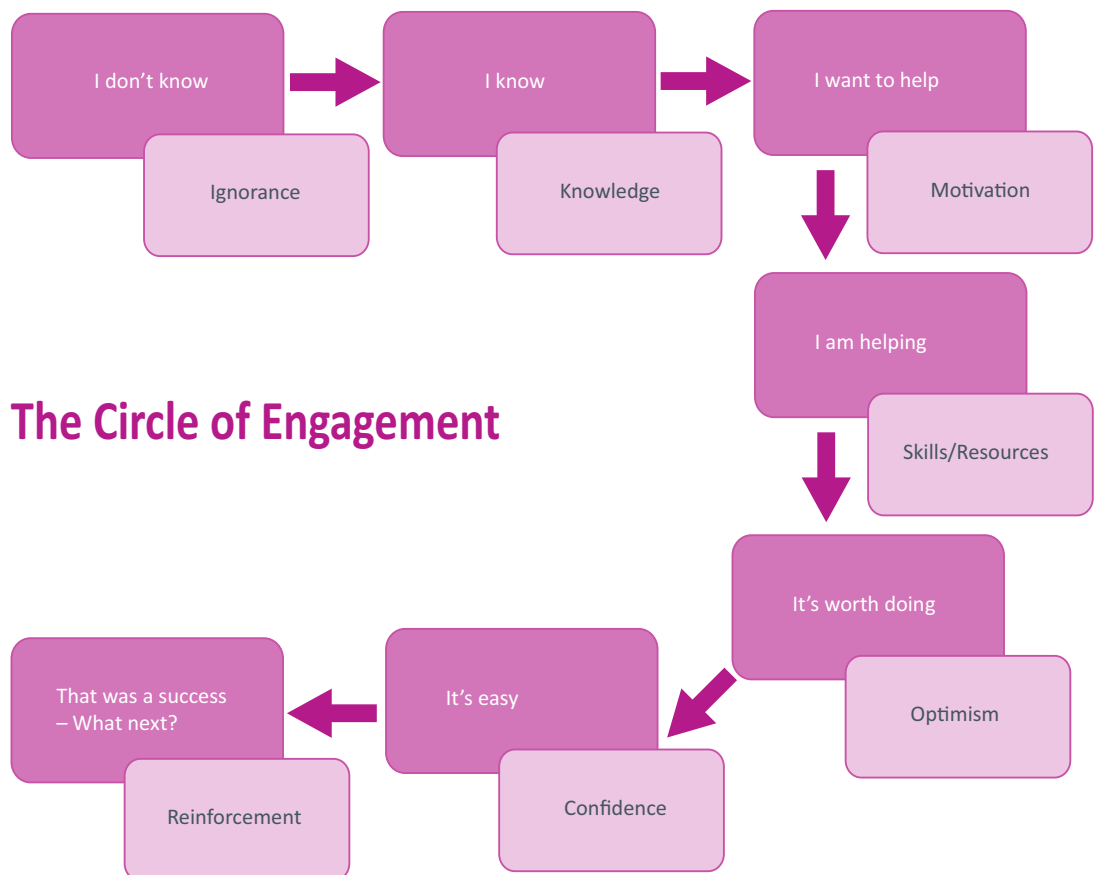 I don’t know
Ignorance
I know
Knowledge
I want to help
Motivation
I am helping
Skills/Resources
The Circle of Engagement
It’s worth doing
Optimism
It’s easy
Confidence
That was a success
– What next?
Reinforcement